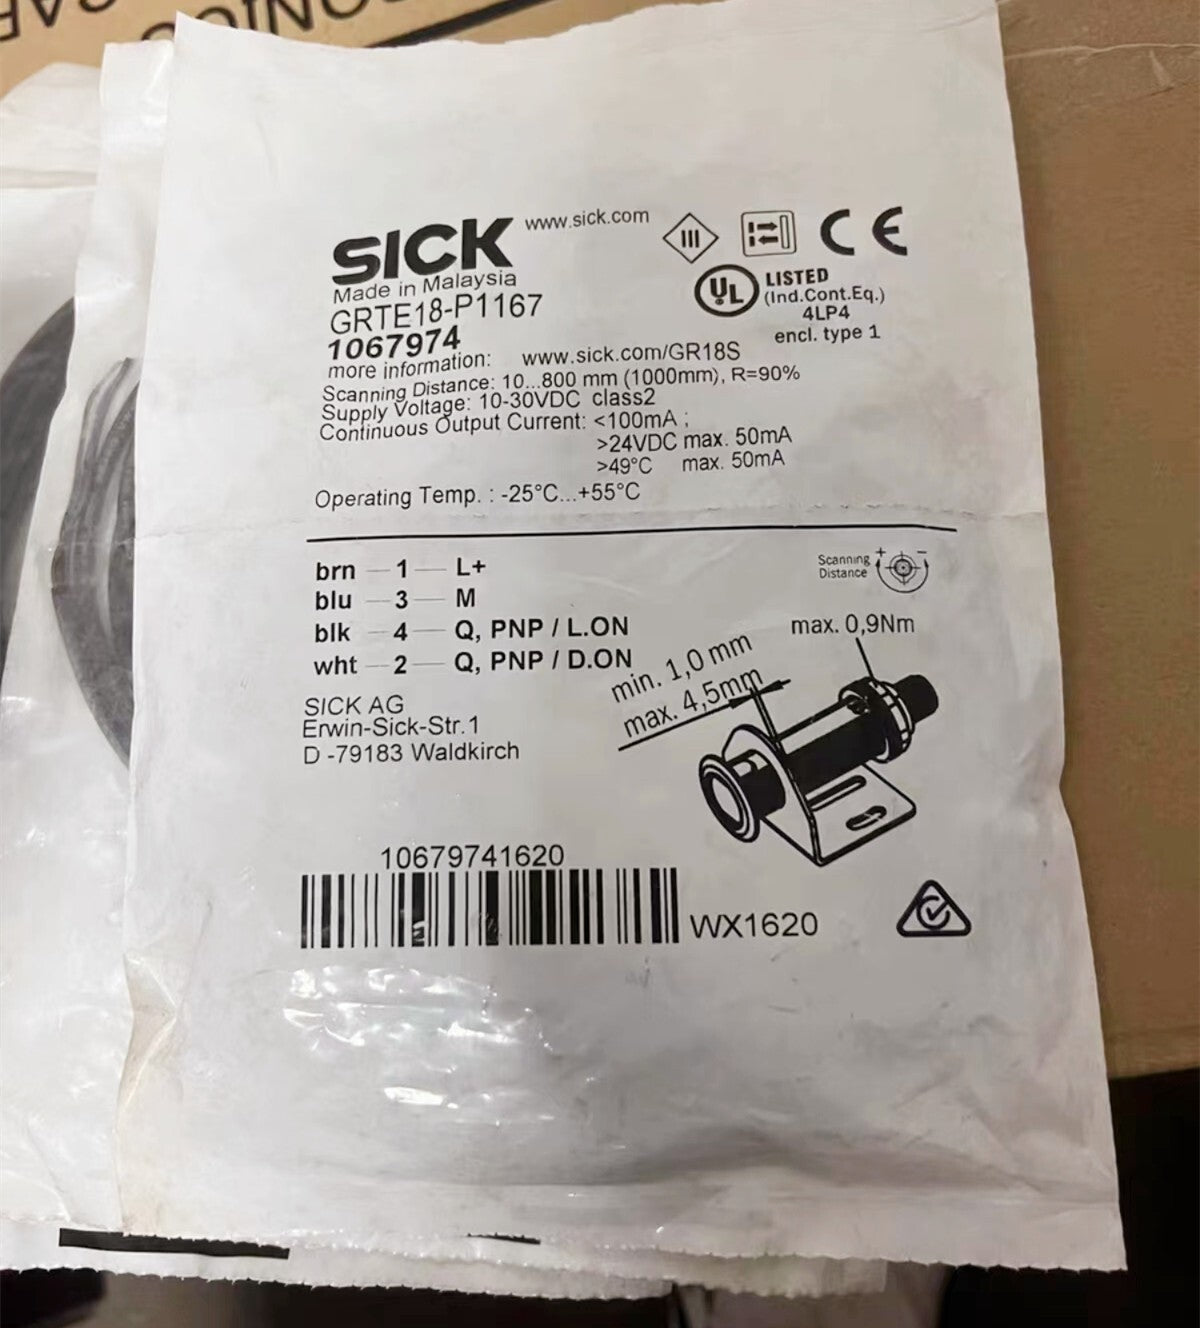 SICK www.sick.com
Made in Malaysia
GRTE18-P1167
1067974
more information: www.sick.com/GR18S
Scanning Distance: 10...800 mm (1000mm), R=90%
Supply Voltage: 10-30VDC class2
Continuous Output Current: <100mA ;
>24VDC max. 50mA
>49°C max. 50mA
Operating Temp. : -25°C...+55°C
III
CE
UL LISTED
(Ind.Cont.Eq.)
4LP4
encl. type 1
brn — 1 — L+
blu — 3 — M
blk — 4 — Q, PNP / L.ON
wht — 2 — Q, PNP / D.ON
Scanning + -
Distance
max. 0,9Nm
min. 1,0 mm
max. 4,5mm
SICK AG
Erwin-Sick-Str.1
D -79183 Waldkirch
10679741620
WX1620